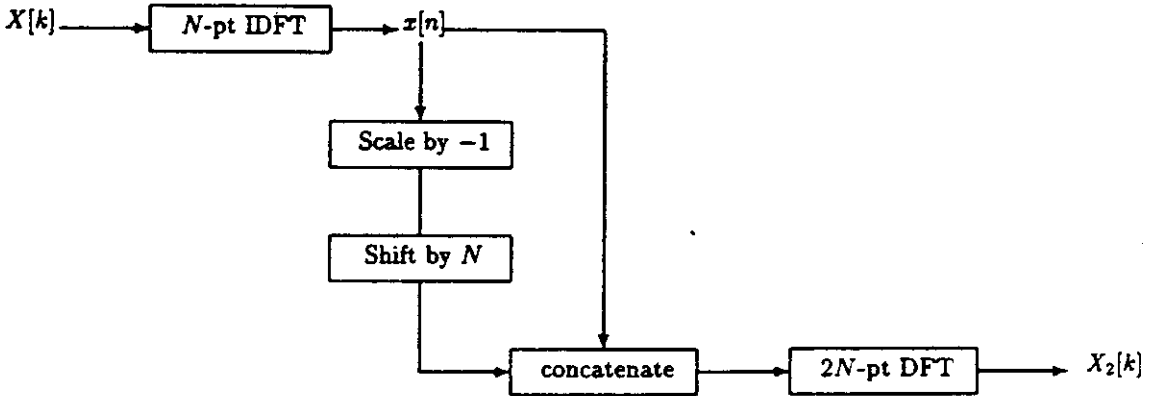 X[k]
N-pt IDFT
x[n]
Scale by −1
Shift by N
concatenate
2N-pt DFT
X₂[k]